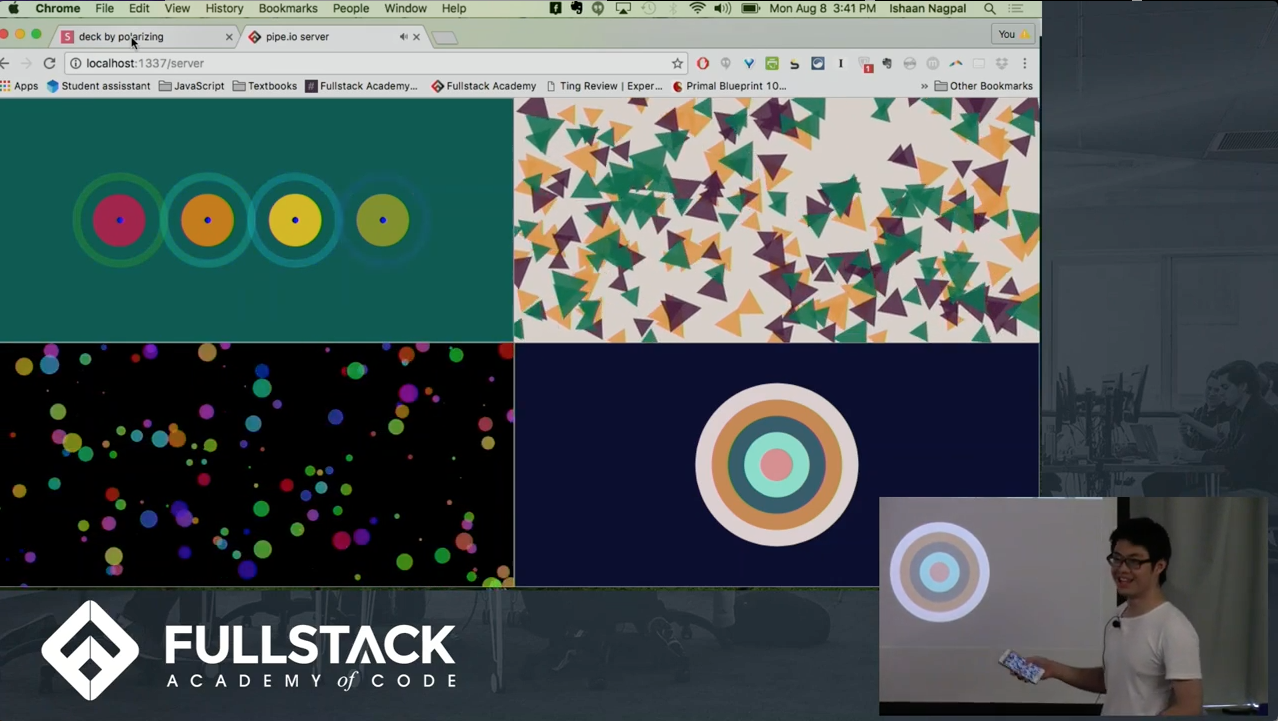 Chrome File Edit View History Bookmarks People Window Help Mon Aug 8 3:41 PM Ishaan Nagpal
S deck by polarizing pipe.io server You
localhost:1337/server
Apps Student assisstant JavaScript Textbooks Fullstack Academy... Fullstack Academy Ting Review | Exper... Primal Blueprint 10... » Other Bookmarks
FULLSTACK
ACADEMY of CODE